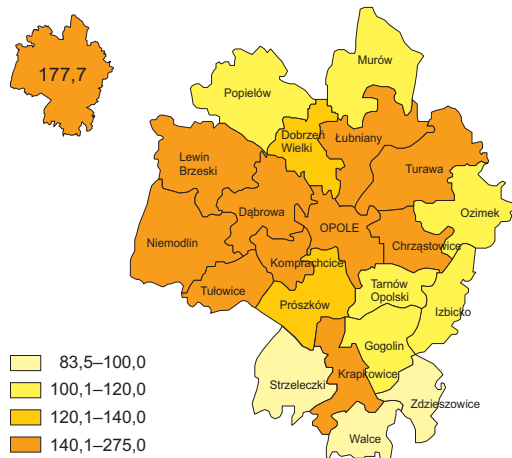 177,7
Murów
Popielów
Dobrzeń
Wielki
Łubniany
Lewin
Brzeski
Turawa
Dąbrowa
Ozimek
OPOLE
Niemodlin
Chrząstowice
Komprachcice
Tułowice
Tarnów
Opolski
Prószków
Izbicko
Gogolin
Strzeleczki
Krapkowice
Zdzieszowice
Walce
83,5–100,0
100,1–120,0
120,1–140,0
140,1–275,0